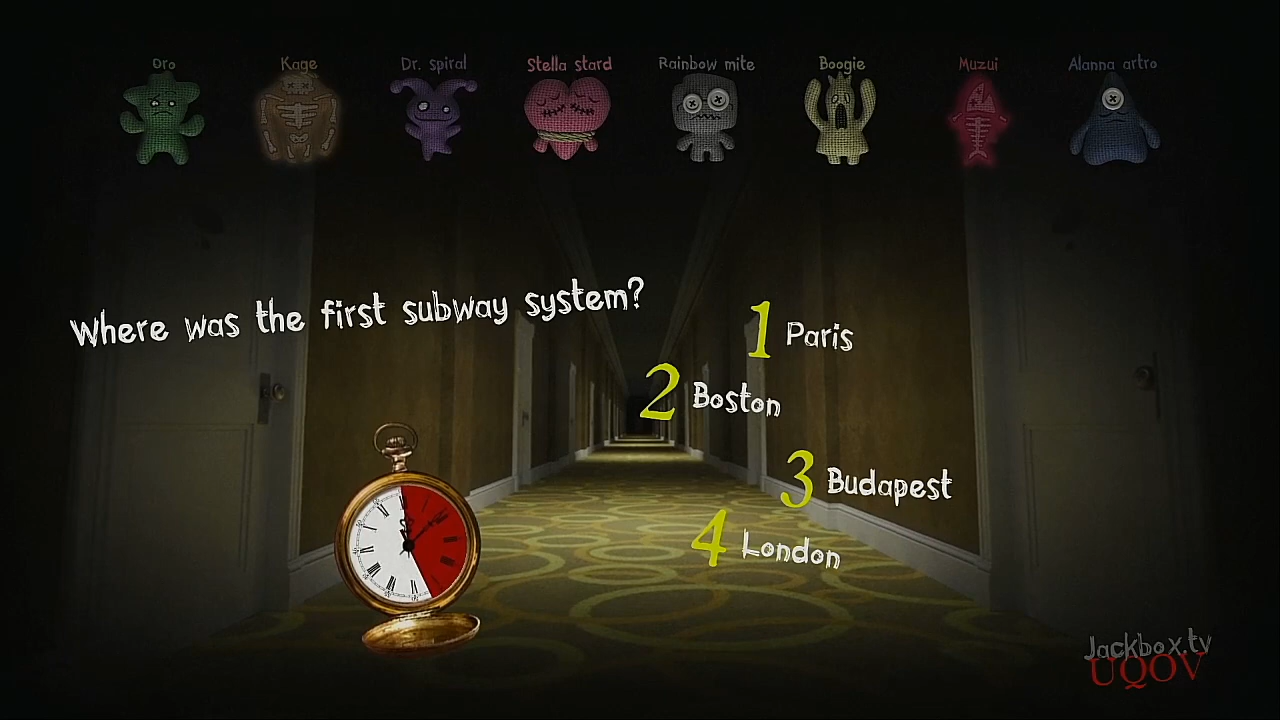 Oro
Kage
Dr. spiral
Stella stard
Rainbow mite
Boogie
Muzui
Alanna artro
Where was the first subway system?
1 Paris
2 Boston
3 Budapest
4 London
Jackbox.tv
UQOV